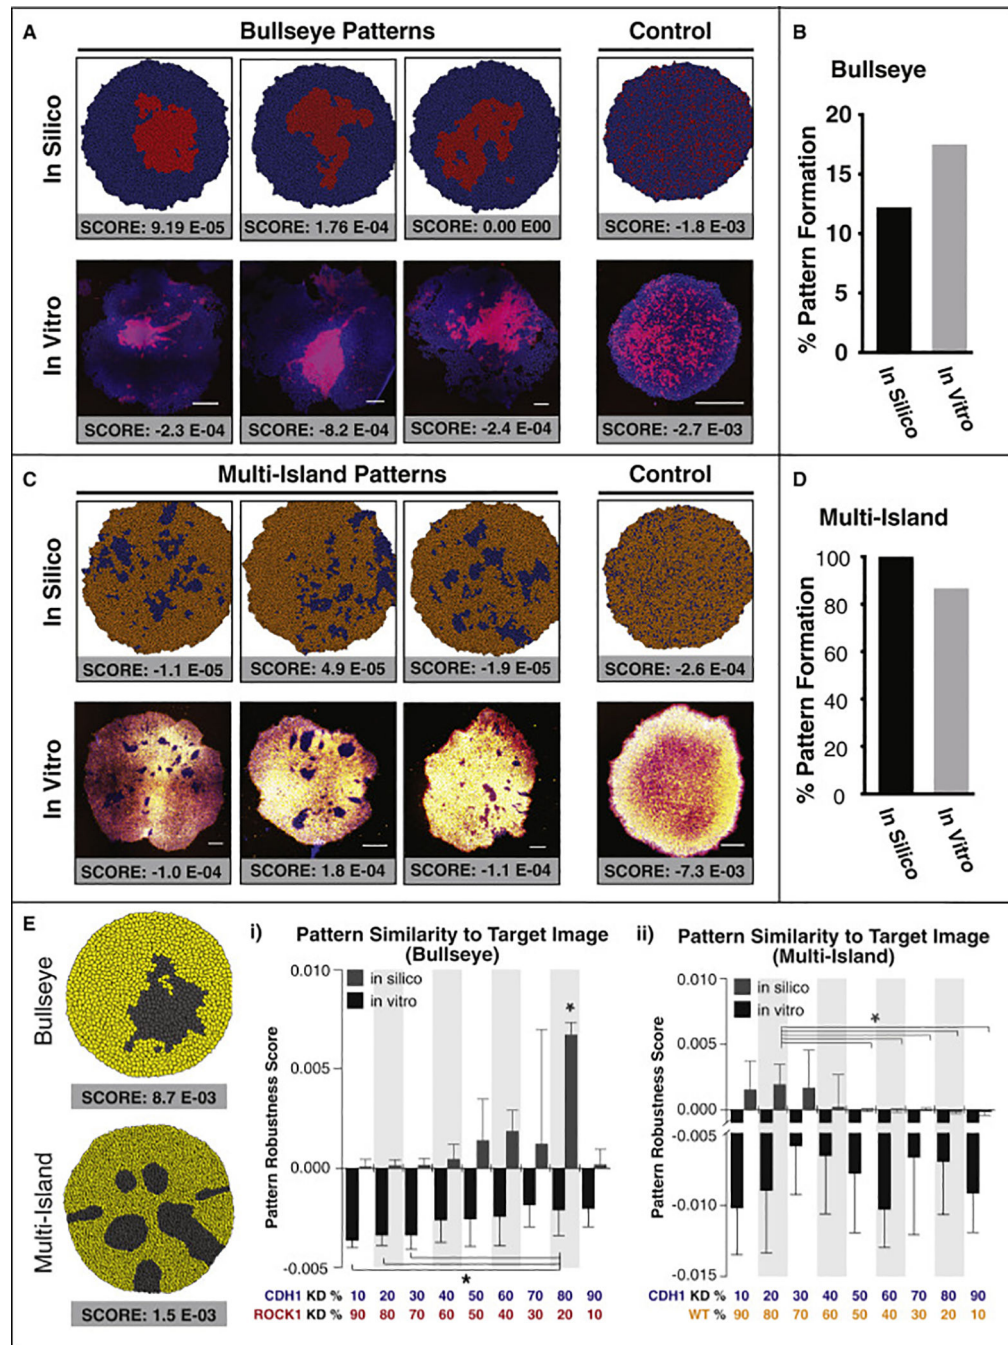 A
Bullseye Patterns
Control
In Silico
SCORE: 9.19 E-05
SCORE: 1.76 E-04
SCORE: 0.00 E00
SCORE: -1.8 E-03
In Vitro
SCORE: -2.3 E-04
SCORE: -8.2 E-04
SCORE: -2.4 E-04
SCORE: -2.7 E-03
B
Bullseye
% Pattern Formation
20
15
10
5
0
In Silico
In Vitro
C
Multi-Island Patterns
Control
In Silico
SCORE: -1.1 E-05
SCORE: 4.9 E-05
SCORE: -1.9 E-05
SCORE: -2.6 E-04
In Vitro
SCORE: -1.0 E-04
SCORE: 1.8 E-04
SCORE: -1.1 E-04
SCORE: -7.3 E-03
D
Multi-Island
% Pattern Formation
100
80
60
40
20
0
In Silico
In Vitro
E
Bullseye
SCORE: 8.7 E-03
Multi-Island
SCORE: 1.5 E-03
i)
Pattern Similarity to Target Image
(Bullseye)
Pattern Robustness Score
0.010
0.005
0.000
-0.005
in silico
in vitro
*
*
CDH1 KD % 10 20 30 40 50 60 70 80 90
ROCK1 KD % 90 80 70 60 50 40 30 20 10
ii)
Pattern Similarity to Target Image
(Multi-Island)
Pattern Robustness Score
0.010
0.005
0.000
-0.005
-0.010
-0.015
in silico
in vitro
*
CDH1 KD % 10 20 30 40 50 60 70 80 90
WT % 90 80 70 60 50 40 30 20 10